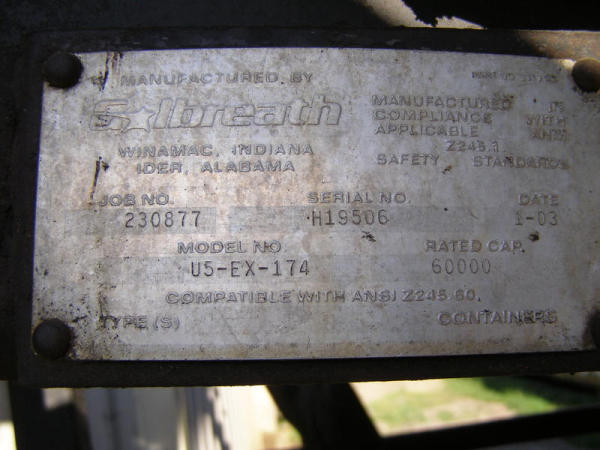 MANUFACTURED BY
Galbreath
WINAMAC, INDIANA
IDER, ALABAMA
MANUFACTURED IN
COMPLIANCE WITH
APPLICABLE ANSI
Z245.1
SAFETY STANDARDS
JOB NO. SERIAL NO. DATE
230877 H19506 1-03
MODEL NO. RATED CAP.
U5-EX-174 60000
COMPATIBLE WITH ANSI Z245.60,
TYPE (S) CONTAINERS